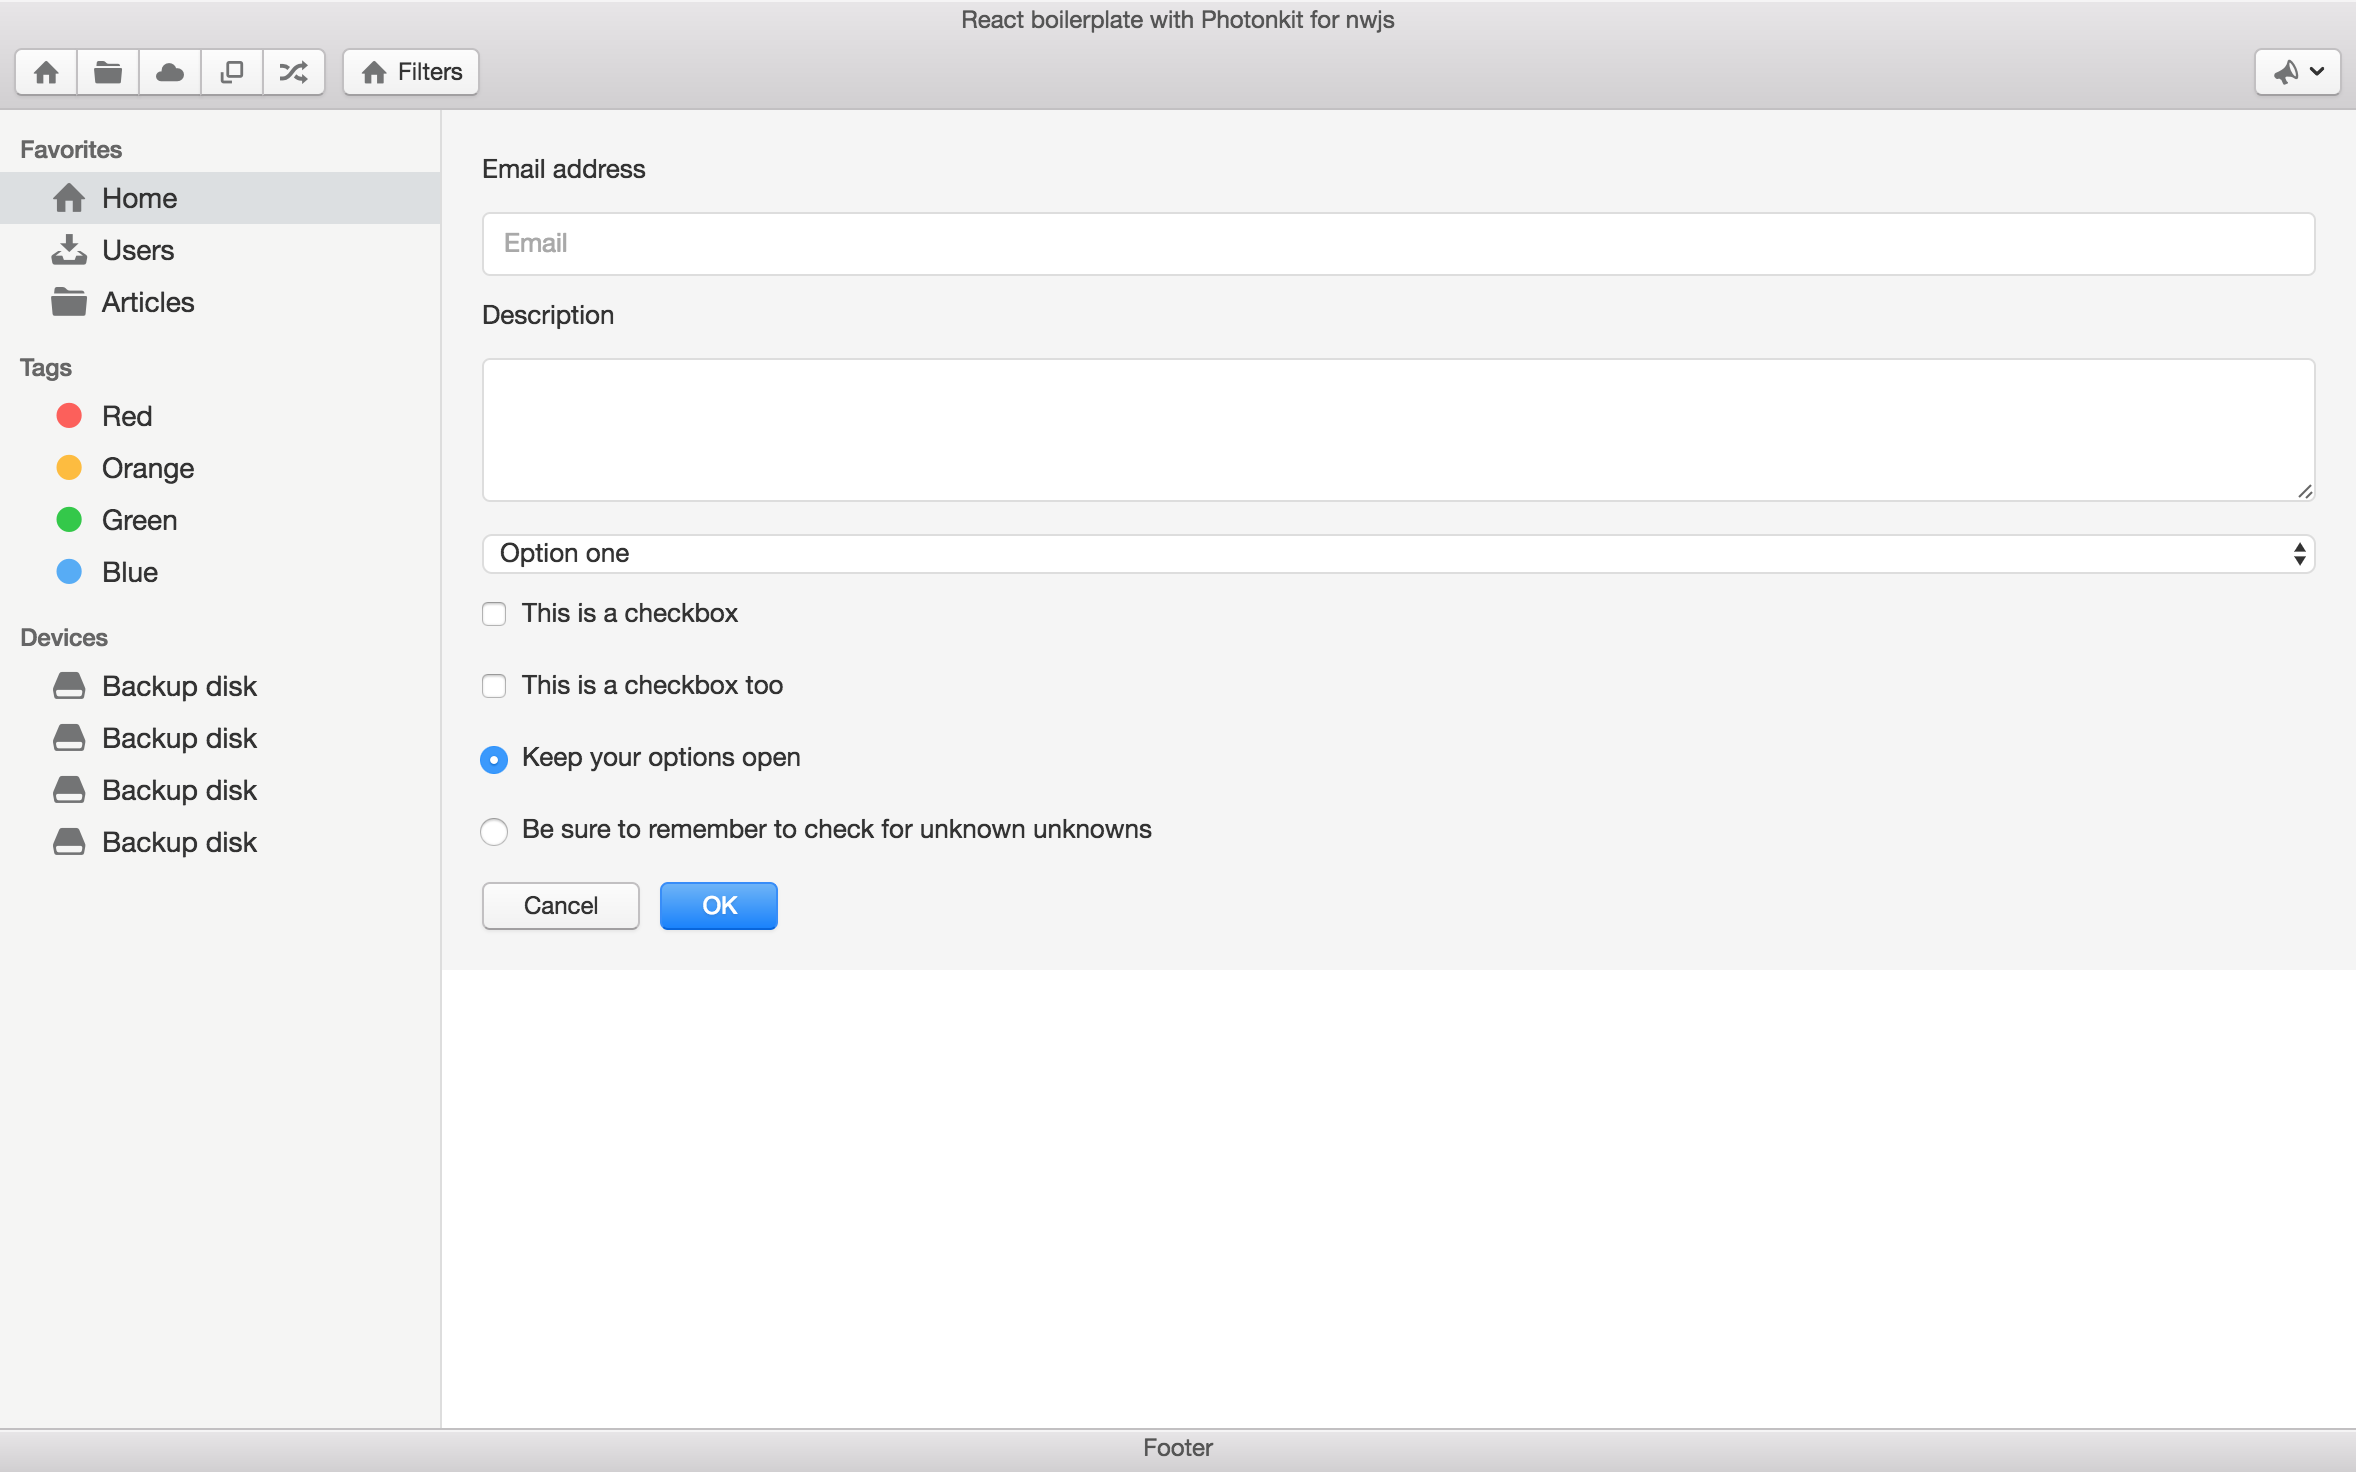 React boilerplate with Photonkit for nwjs
Filters
Favorites
Home
Users
Articles
Tags
Red
Orange
Green
Blue
Devices
Backup disk
Backup disk
Backup disk
Backup disk
Email address
Email
Description
Option one
This is a checkbox
This is a checkbox too
Keep your options open
Be sure to remember to check for unknown unknowns
Cancel
OK
Footer